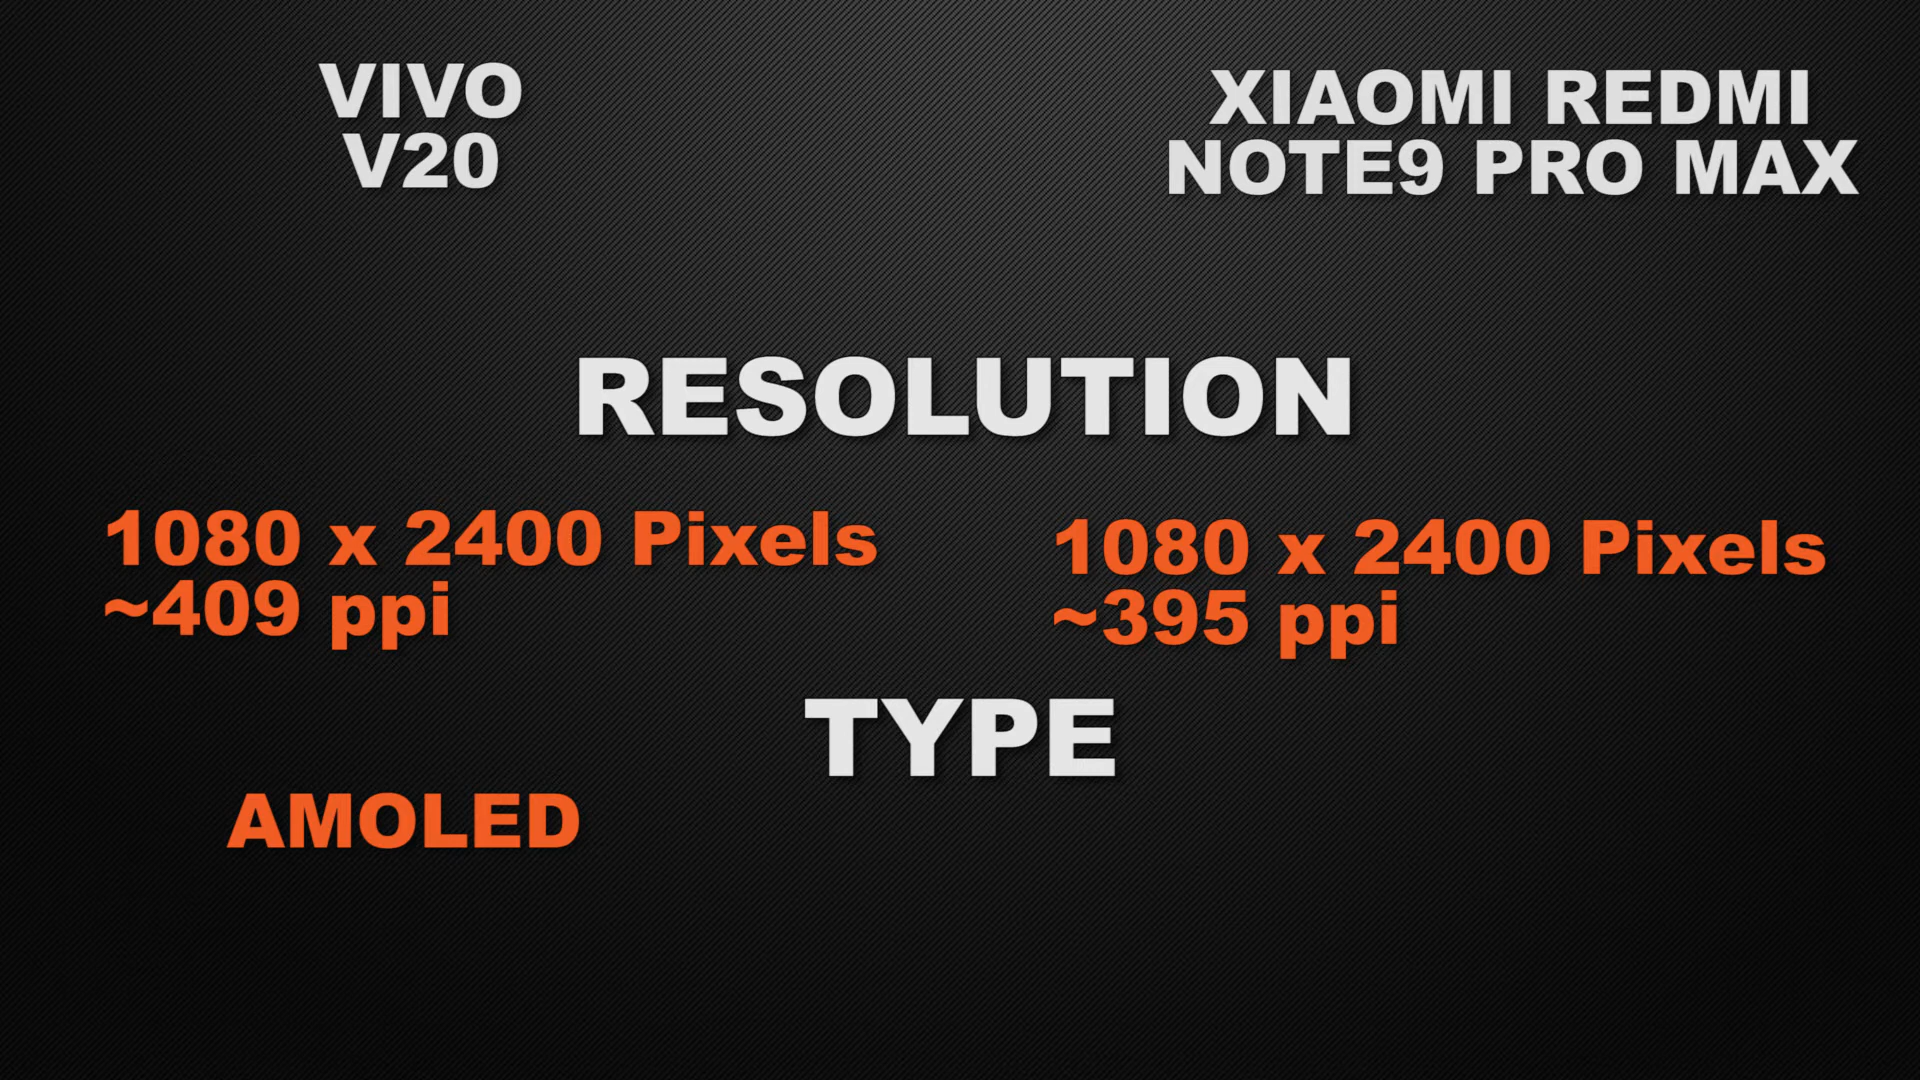 VIVO
V20
XIAOMI REDMI
NOTE9 PRO MAX
RESOLUTION
1080 x 2400 Pixels
~409 ppi
1080 x 2400 Pixels
~395 ppi
TYPE
AMOLED